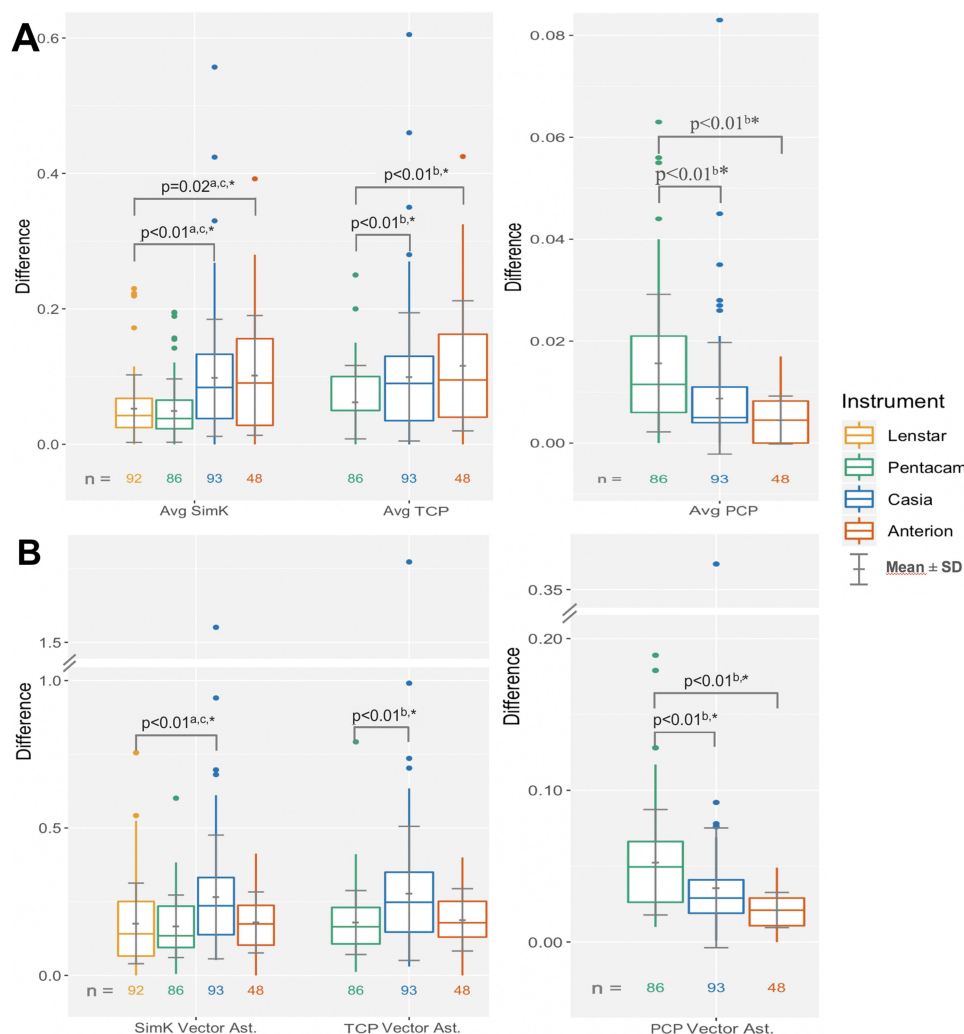 A
0.6
0.4
0.2
0.0
Difference
p=0.02a,c,*
p<0.01a,c,*
p<0.01b,*
p<0.01b,*
n = 92 86 93 48 86 93 48
Avg SimK Avg TCP
0.08
0.06
0.04
0.02
0.00
Difference
p<0.01b*
p<0.01b*
86 93 48
Avg PCP
Instrument
Lenstar
Pentacam
Casia
Anterion
Mean ± SD
B
1.5
1.0
0.5
0.0
Difference
p<0.01a,c,*
p<0.01b,*
n = 92 86 93 48 86 93 48
SimK Vector Ast. TCP Vector Ast.
0.35
0.20
0.10
0.00
Difference
p<0.01b,*
p<0.01b,*
n = 86 93 48
PCP Vector Ast.